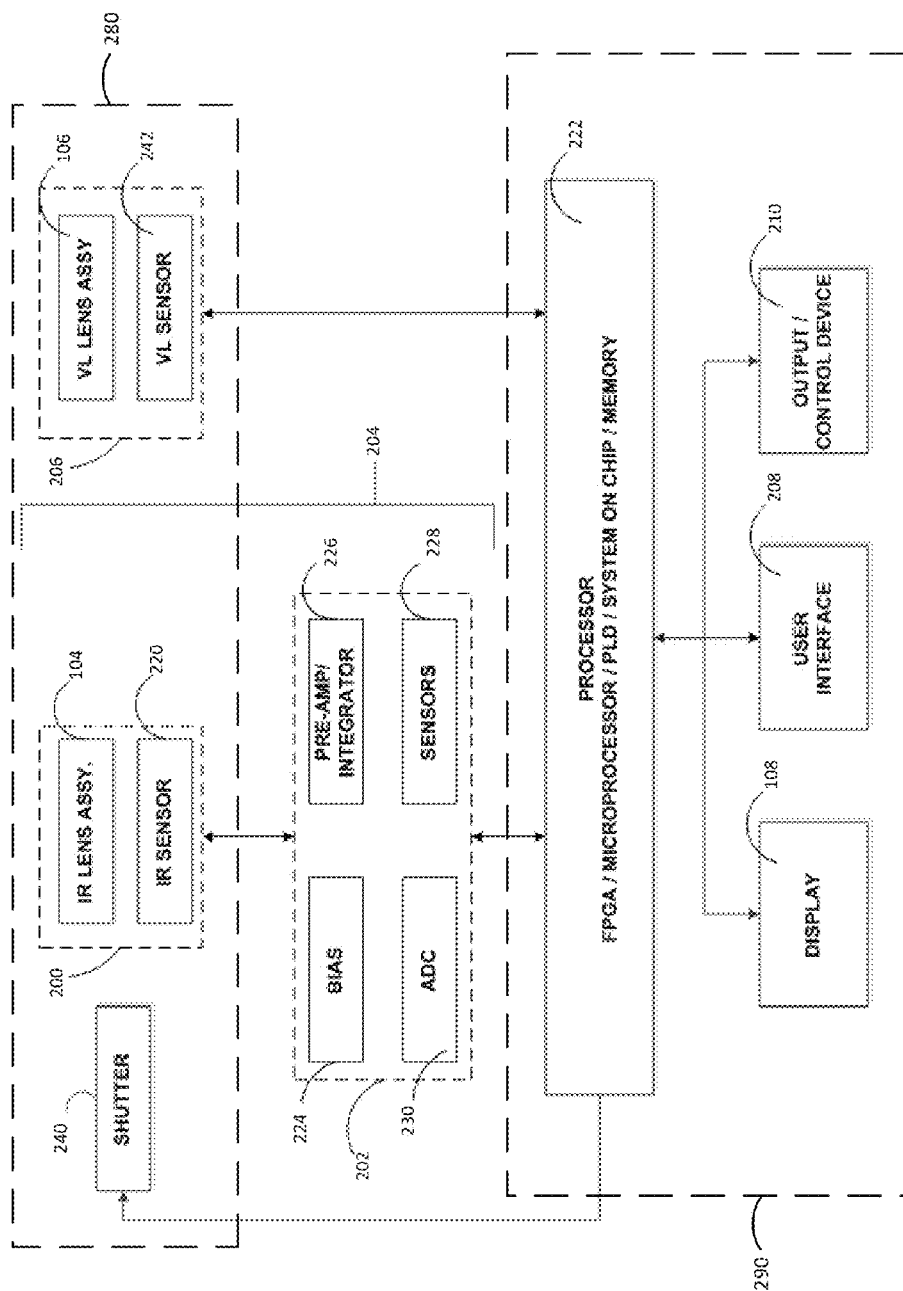 280
SHUTTER
240
IR LENS ASSY.
104
IR SENSOR
220
200
VL LENS ASSY
106
VL SENSOR
242
206
204
BIAS
224
PRE-AMP/
INTEGRATOR
226
ADC
230
SENSORS
228
202
PROCESSOR
FPGA / MICROPROCESSOR / PLD / SYSTEM ON CHIP / MEMORY
222
DISPLAY
108
USER
INTERFACE
208
OUTPUT /
CONTROL DEVICE
210
290